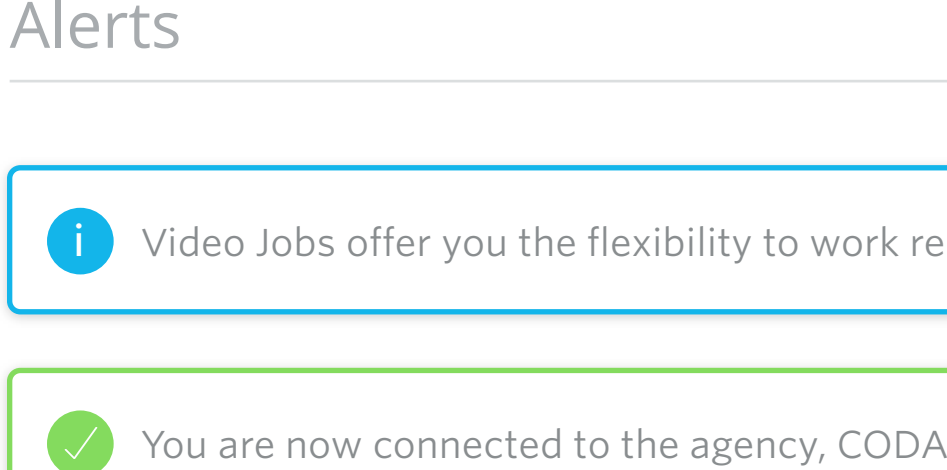 Alerts
i
Video Jobs offer you the flexibility to work re
You are now connected to the agency, CODA